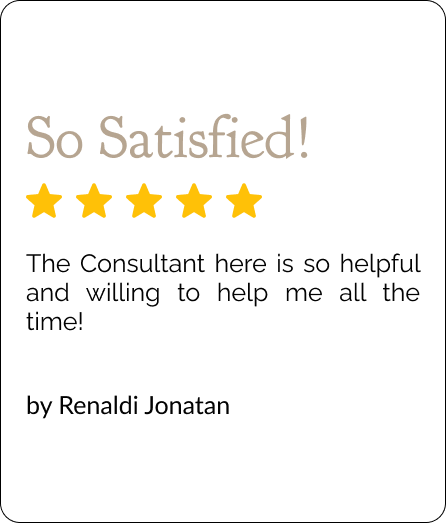 So Satisfied!
The Consultant here is so helpful
and willing to help me all the
time!
by Renaldi Jonatan